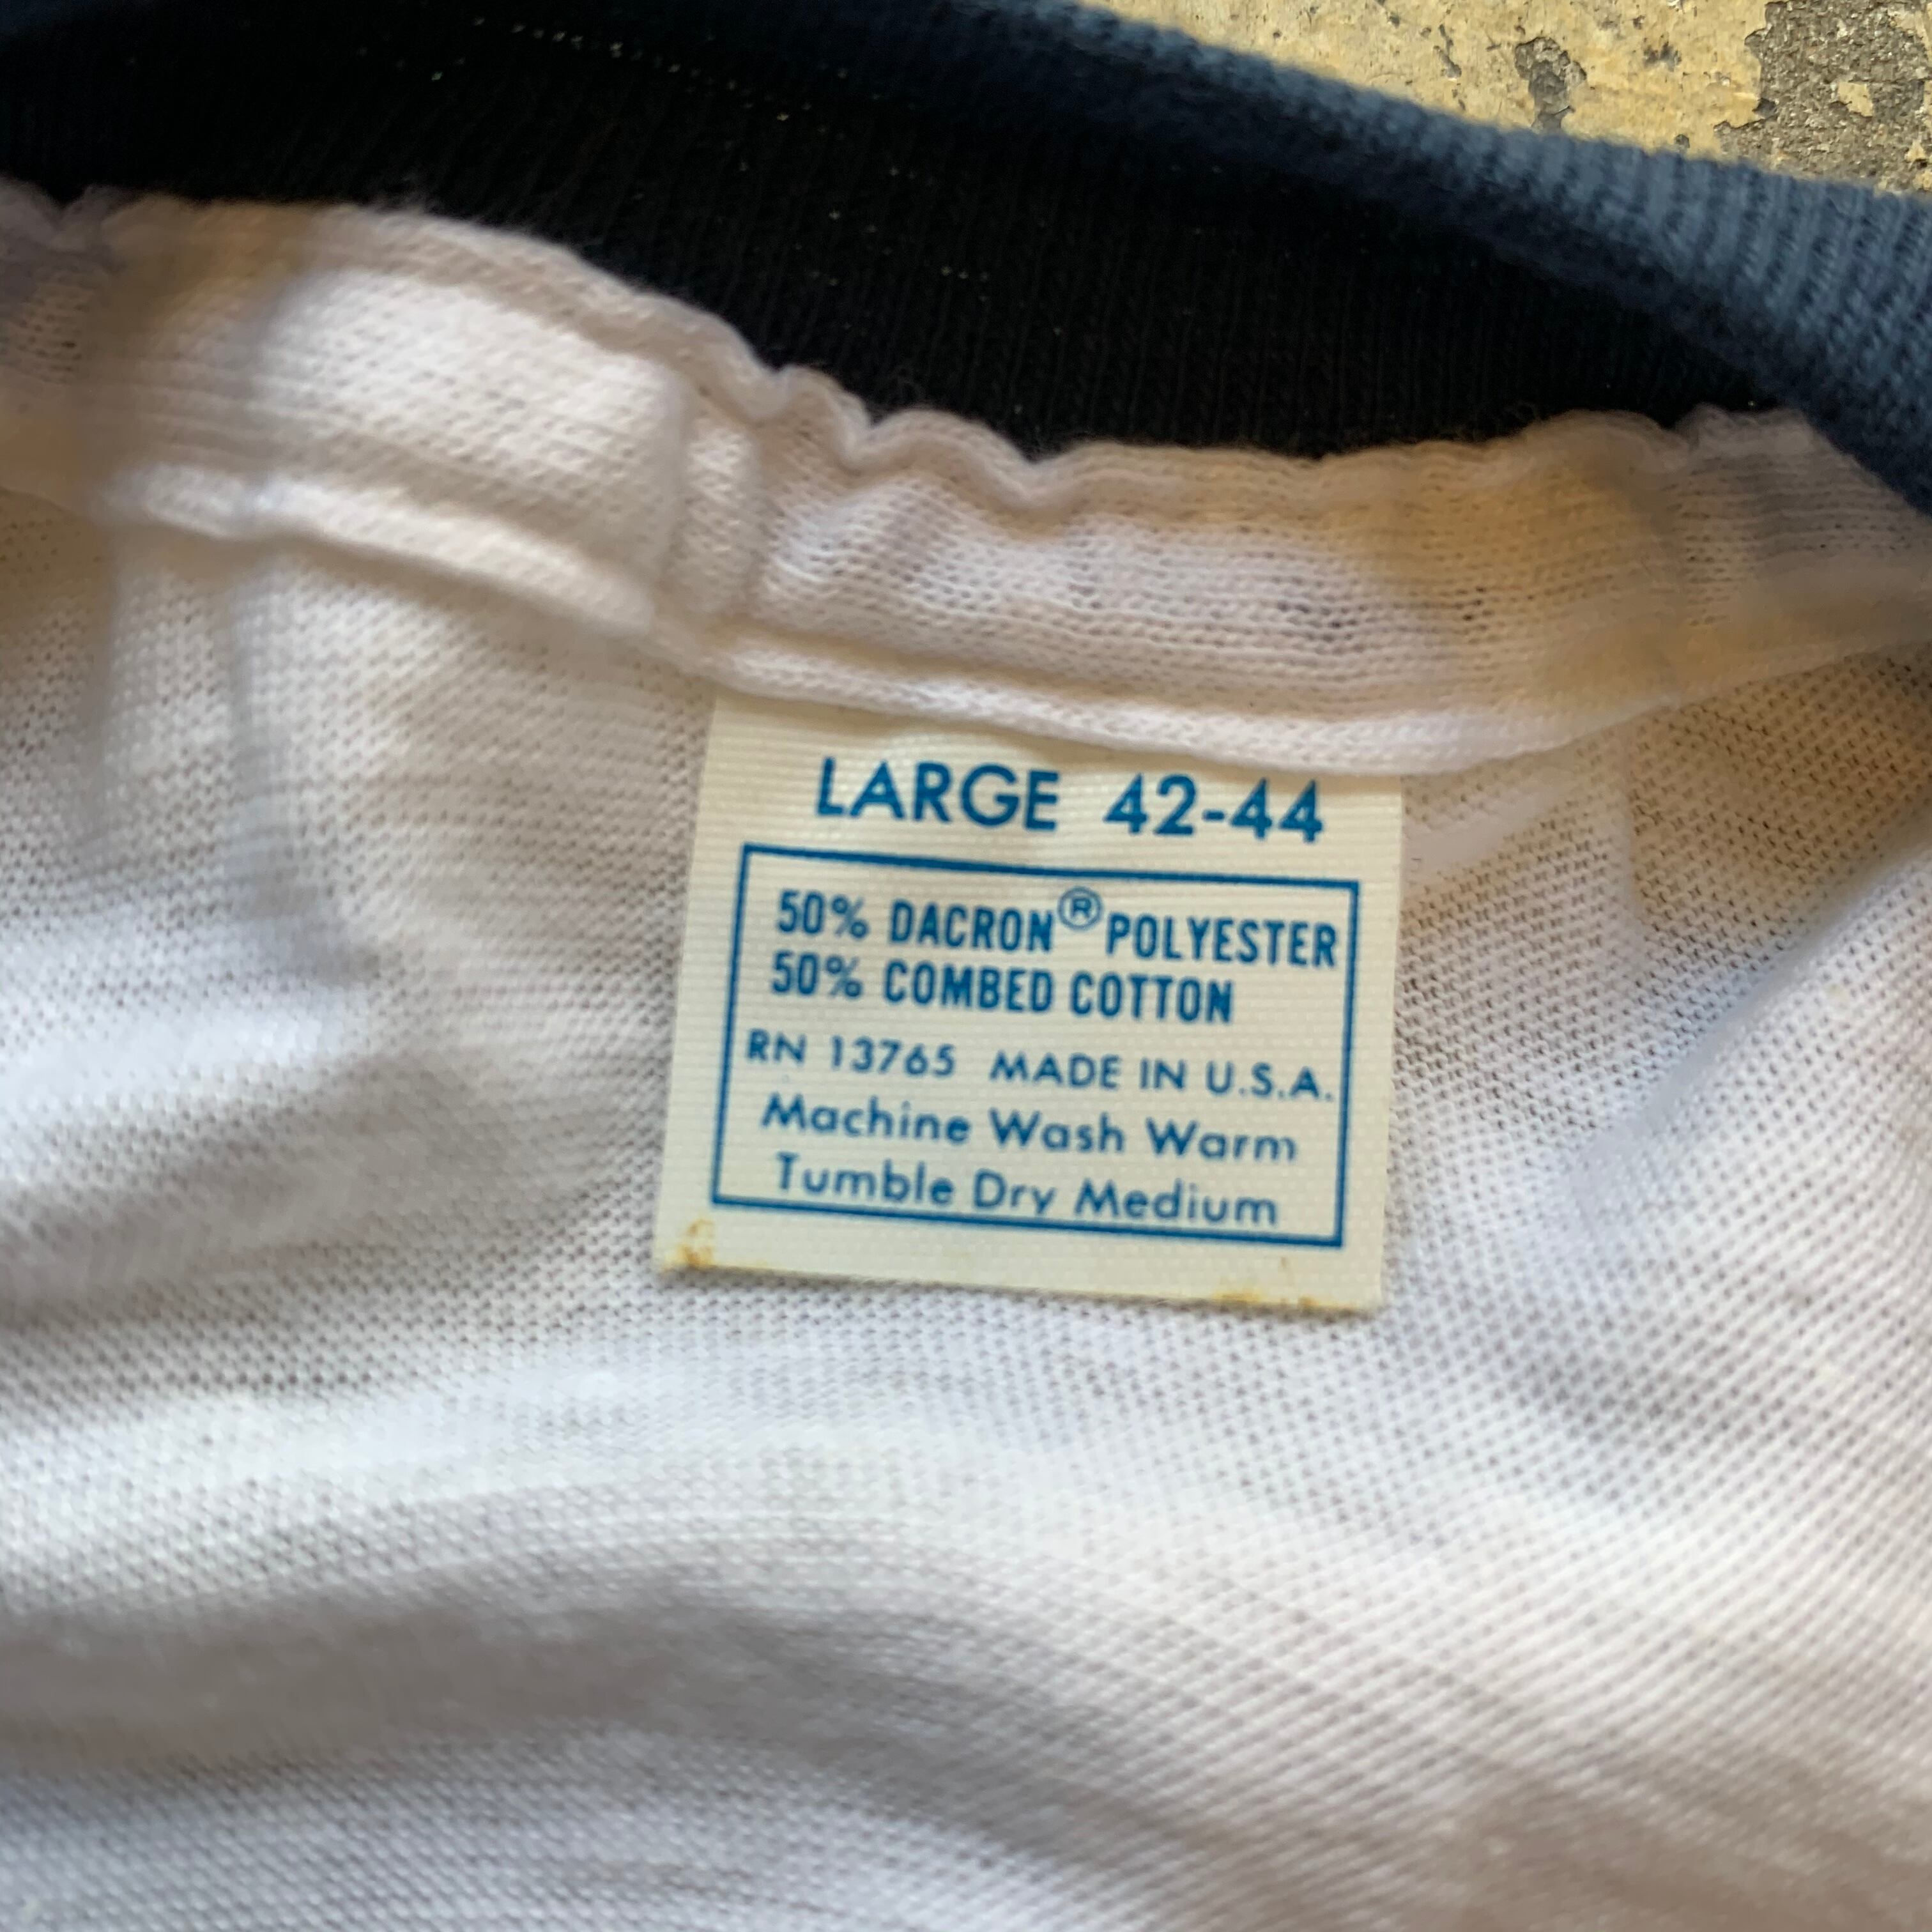 LARGE 42-44
50% DACRON® POLYESTER
50% COMBED COTTON
RN 13765 MADE IN U.S.A.
Machine Wash Warm
Tumble Dry Medium